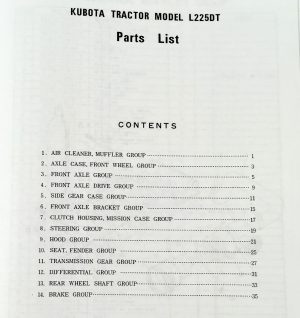 KUBOTA TRACTOR MODEL L225DT
Parts List
CONTENTS
1. AIR CLEANER, MUFFLER GROUP 1
2. AXLE CASE, FRONT WHEEL GROUP 3
3. FRONT AXLE GROUP 5
4. FRONT AXLE DRIVE GROUP 9
5. SIDE GEAR CASE GROUP 11
6. FRONT AXLE BRACKET GROUP 15
7. CLUTCH HOUSING, MISSION CASE GROUP 17
8. STEERING GROUP 19
9. HOOD GROUP 21
10. SEAT, FENDER GROUP 25
11. TRANSMISSION GEAR GROUP 27
12. DIFFERENTIAL GROUP 31
13. REAR WHEEL SHAFT GROUP 33
14. BRAKE GROUP 35